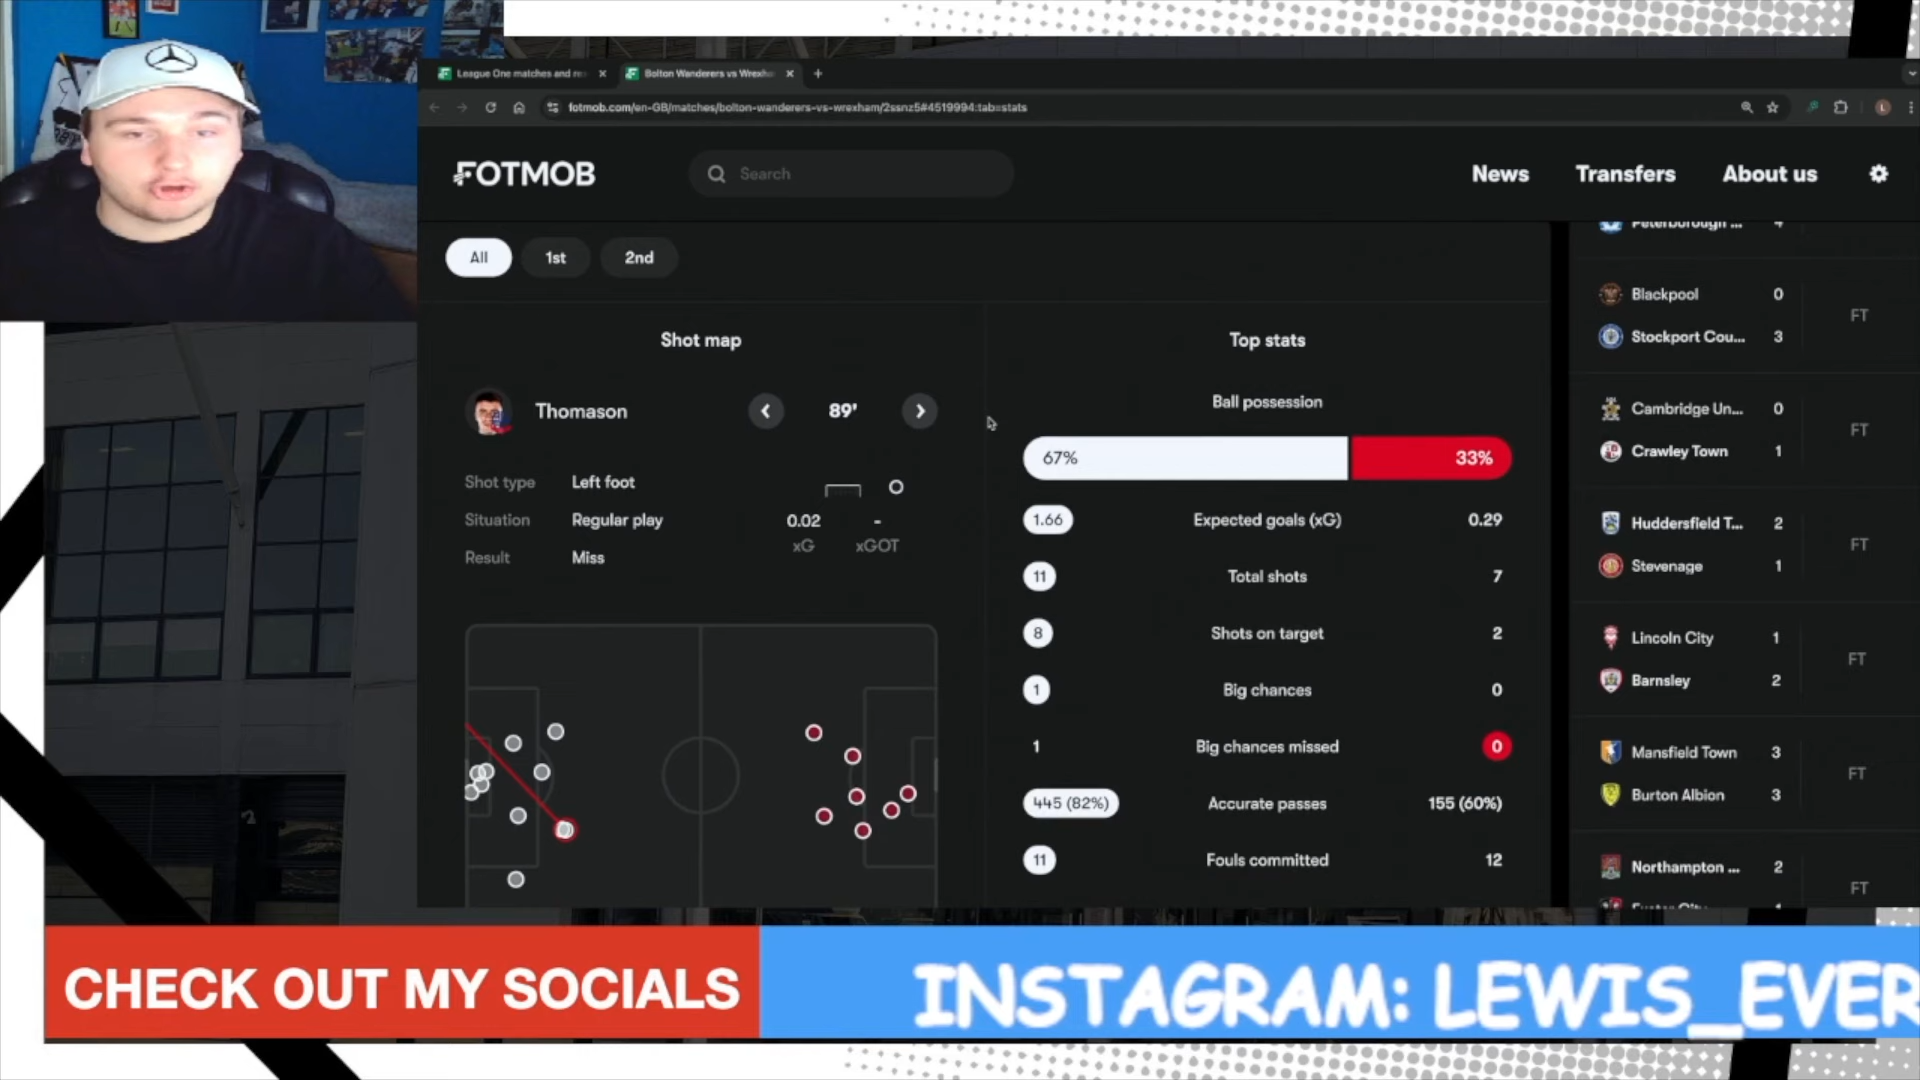 League One matches and re
Bolton Wanderers vs Wrexha
fotmob.com/en-GB/matches/bolton-wanderers-vs-wrexham/2ssnz5#4519994:tab=stats
L
FOTMOB
Search
News
Transfers
About us
All
1st
2nd
Shot map
Thomason
89'
Shot type
Left foot
Situation
Regular play
Result
Miss
0.02
-
xG
xGOT
Top stats
Ball possession
67%
33%
1.66
Expected goals (xG)
0.29
11
Total shots
7
8
Shots on target
2
1
Big chances
0
1
Big chances missed
0
445 (82%)
Accurate passes
155 (60%)
11
Fouls committed
12
Peterborough ...
4
Blackpool
0
Stockport Cou...
3
FT
Cambridge Un...
0
Crawley Town
1
FT
Huddersfield T...
2
Stevenage
1
FT
Lincoln City
1
Barnsley
2
FT
Mansfield Town
3
Burton Albion
3
FT
Northampton ...
2
FT
CHECK OUT MY SOCIALS
INSTAGRAM: LEWIS_EVER